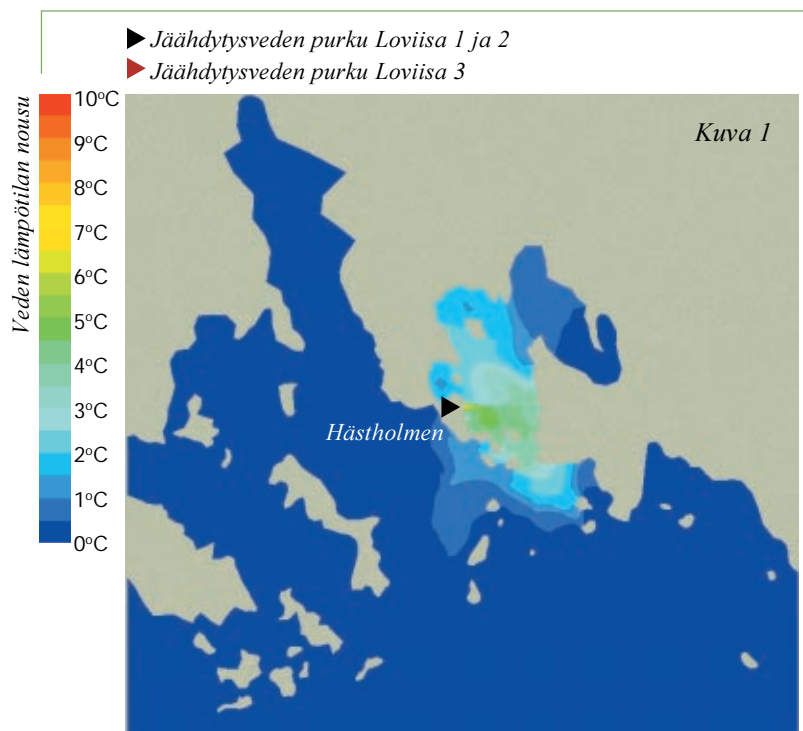 Jäähdytysveden purku Loviisa 1 ja 2
Jäähdytysveden purku Loviisa 3
Veden lämpötilan nousu
10°C
9°C
8°C
7°C
6°C
5°C
4°C
3°C
2°C
1°C
0°C
Kuva 1
Hästholmen